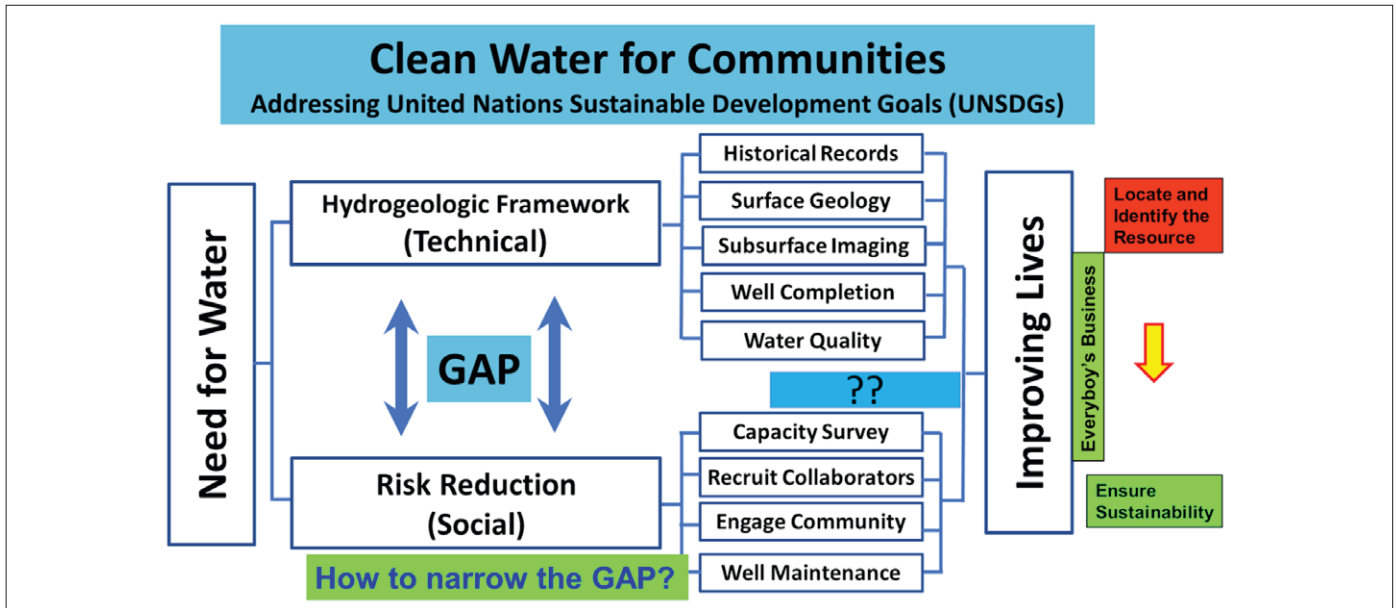 Clean Water for Communities
Addressing United Nations Sustainable Development Goals (UNSDGs)
Need for Water
Hydrogeologic Framework
(Technical)
GAP
Risk Reduction
(Social)
How to narrow the GAP?
Historical Records
Surface Geology
Subsurface Imaging
Well Completion
Water Quality
??
Capacity Survey
Recruit Collaborators
Engage Community
Well Maintenance
Improving Lives
Everyboy's Business
Locate and
Identify the
Resource
Ensure
Sustainability